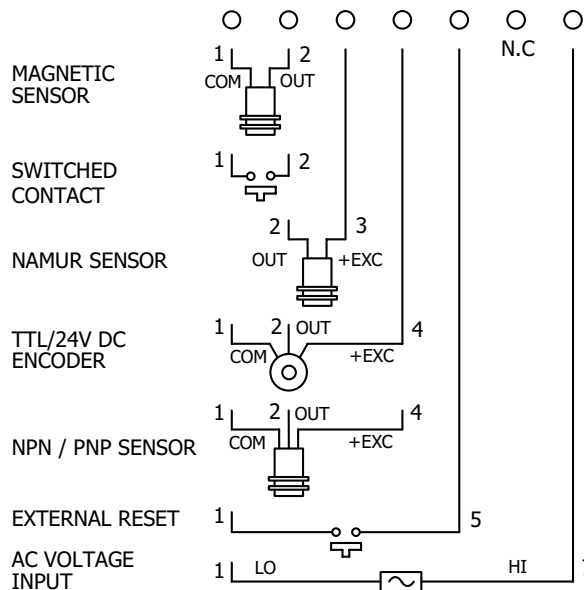 N.C
1 2
MAGNETIC
SENSOR
COM OUT
SWITCHED
CONTACT
1 2
2 3
NAMUR SENSOR
OUT +EXC
TTL/24V DC
ENCODER
1 2 OUT 4
COM +EXC
1 2 OUT 4
NPN / PNP SENSOR
COM +EXC
EXTERNAL RESET
1 5
AC VOLTAGE
INPUT
1 LO HI